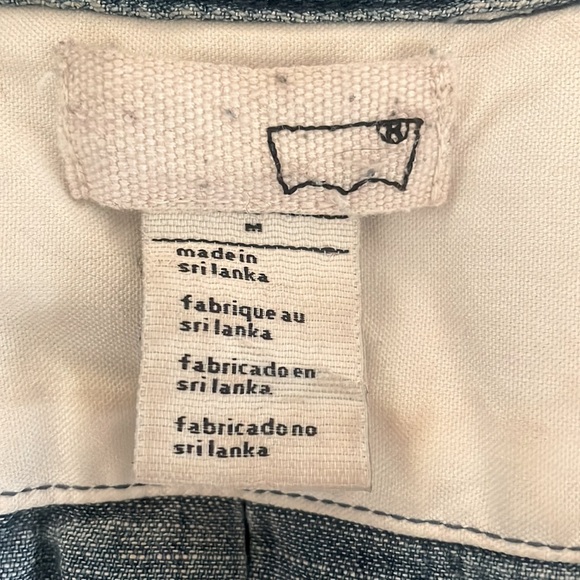 ®
M
made in
sri lanka
fabrique au
sri lanka
fabricado en
sri lanka
fabricado no
sri lanka